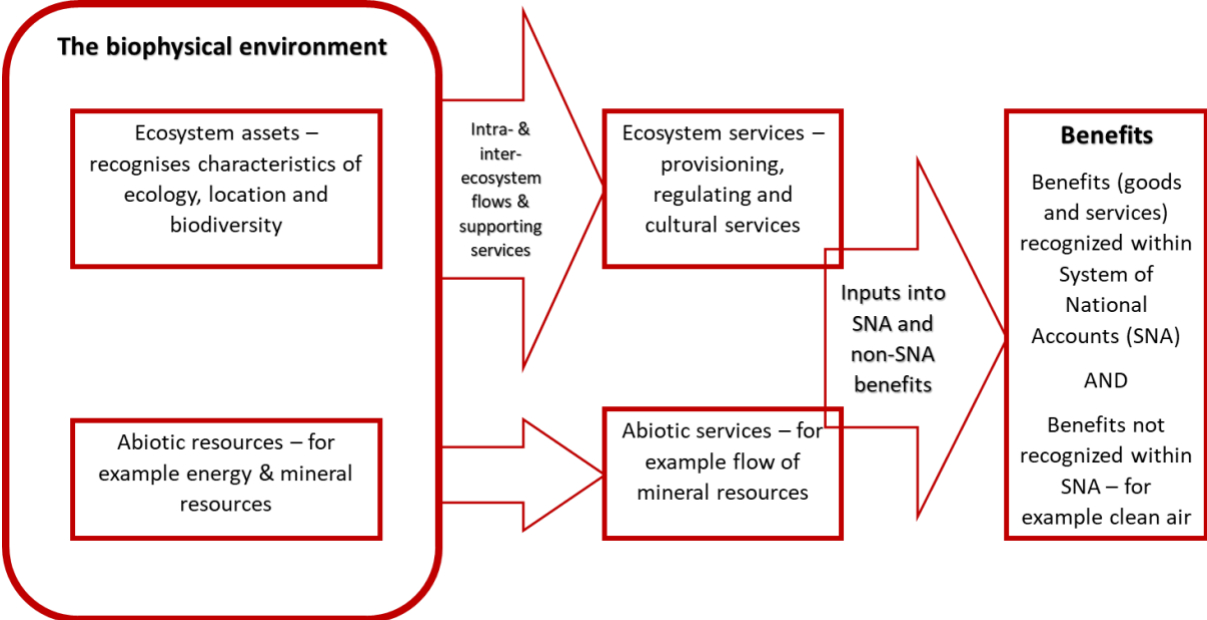 The biophysical environment
Ecosystem assets –
recognises characteristics of
ecology, location and
biodiversity
Abiotic resources – for
example energy & mineral
resources
Intra- &
inter-
ecosystem
flows &
supporting
services
Ecosystem services –
provisioning,
regulating and
cultural services
Abiotic services – for
example flow of
mineral resources
Inputs into
SNA and
non-SNA
benefits
Benefits
Benefits (goods
and services)
recognized within
System of
National
Accounts (SNA)
AND
Benefits not
recognized within
SNA – for
example clean air